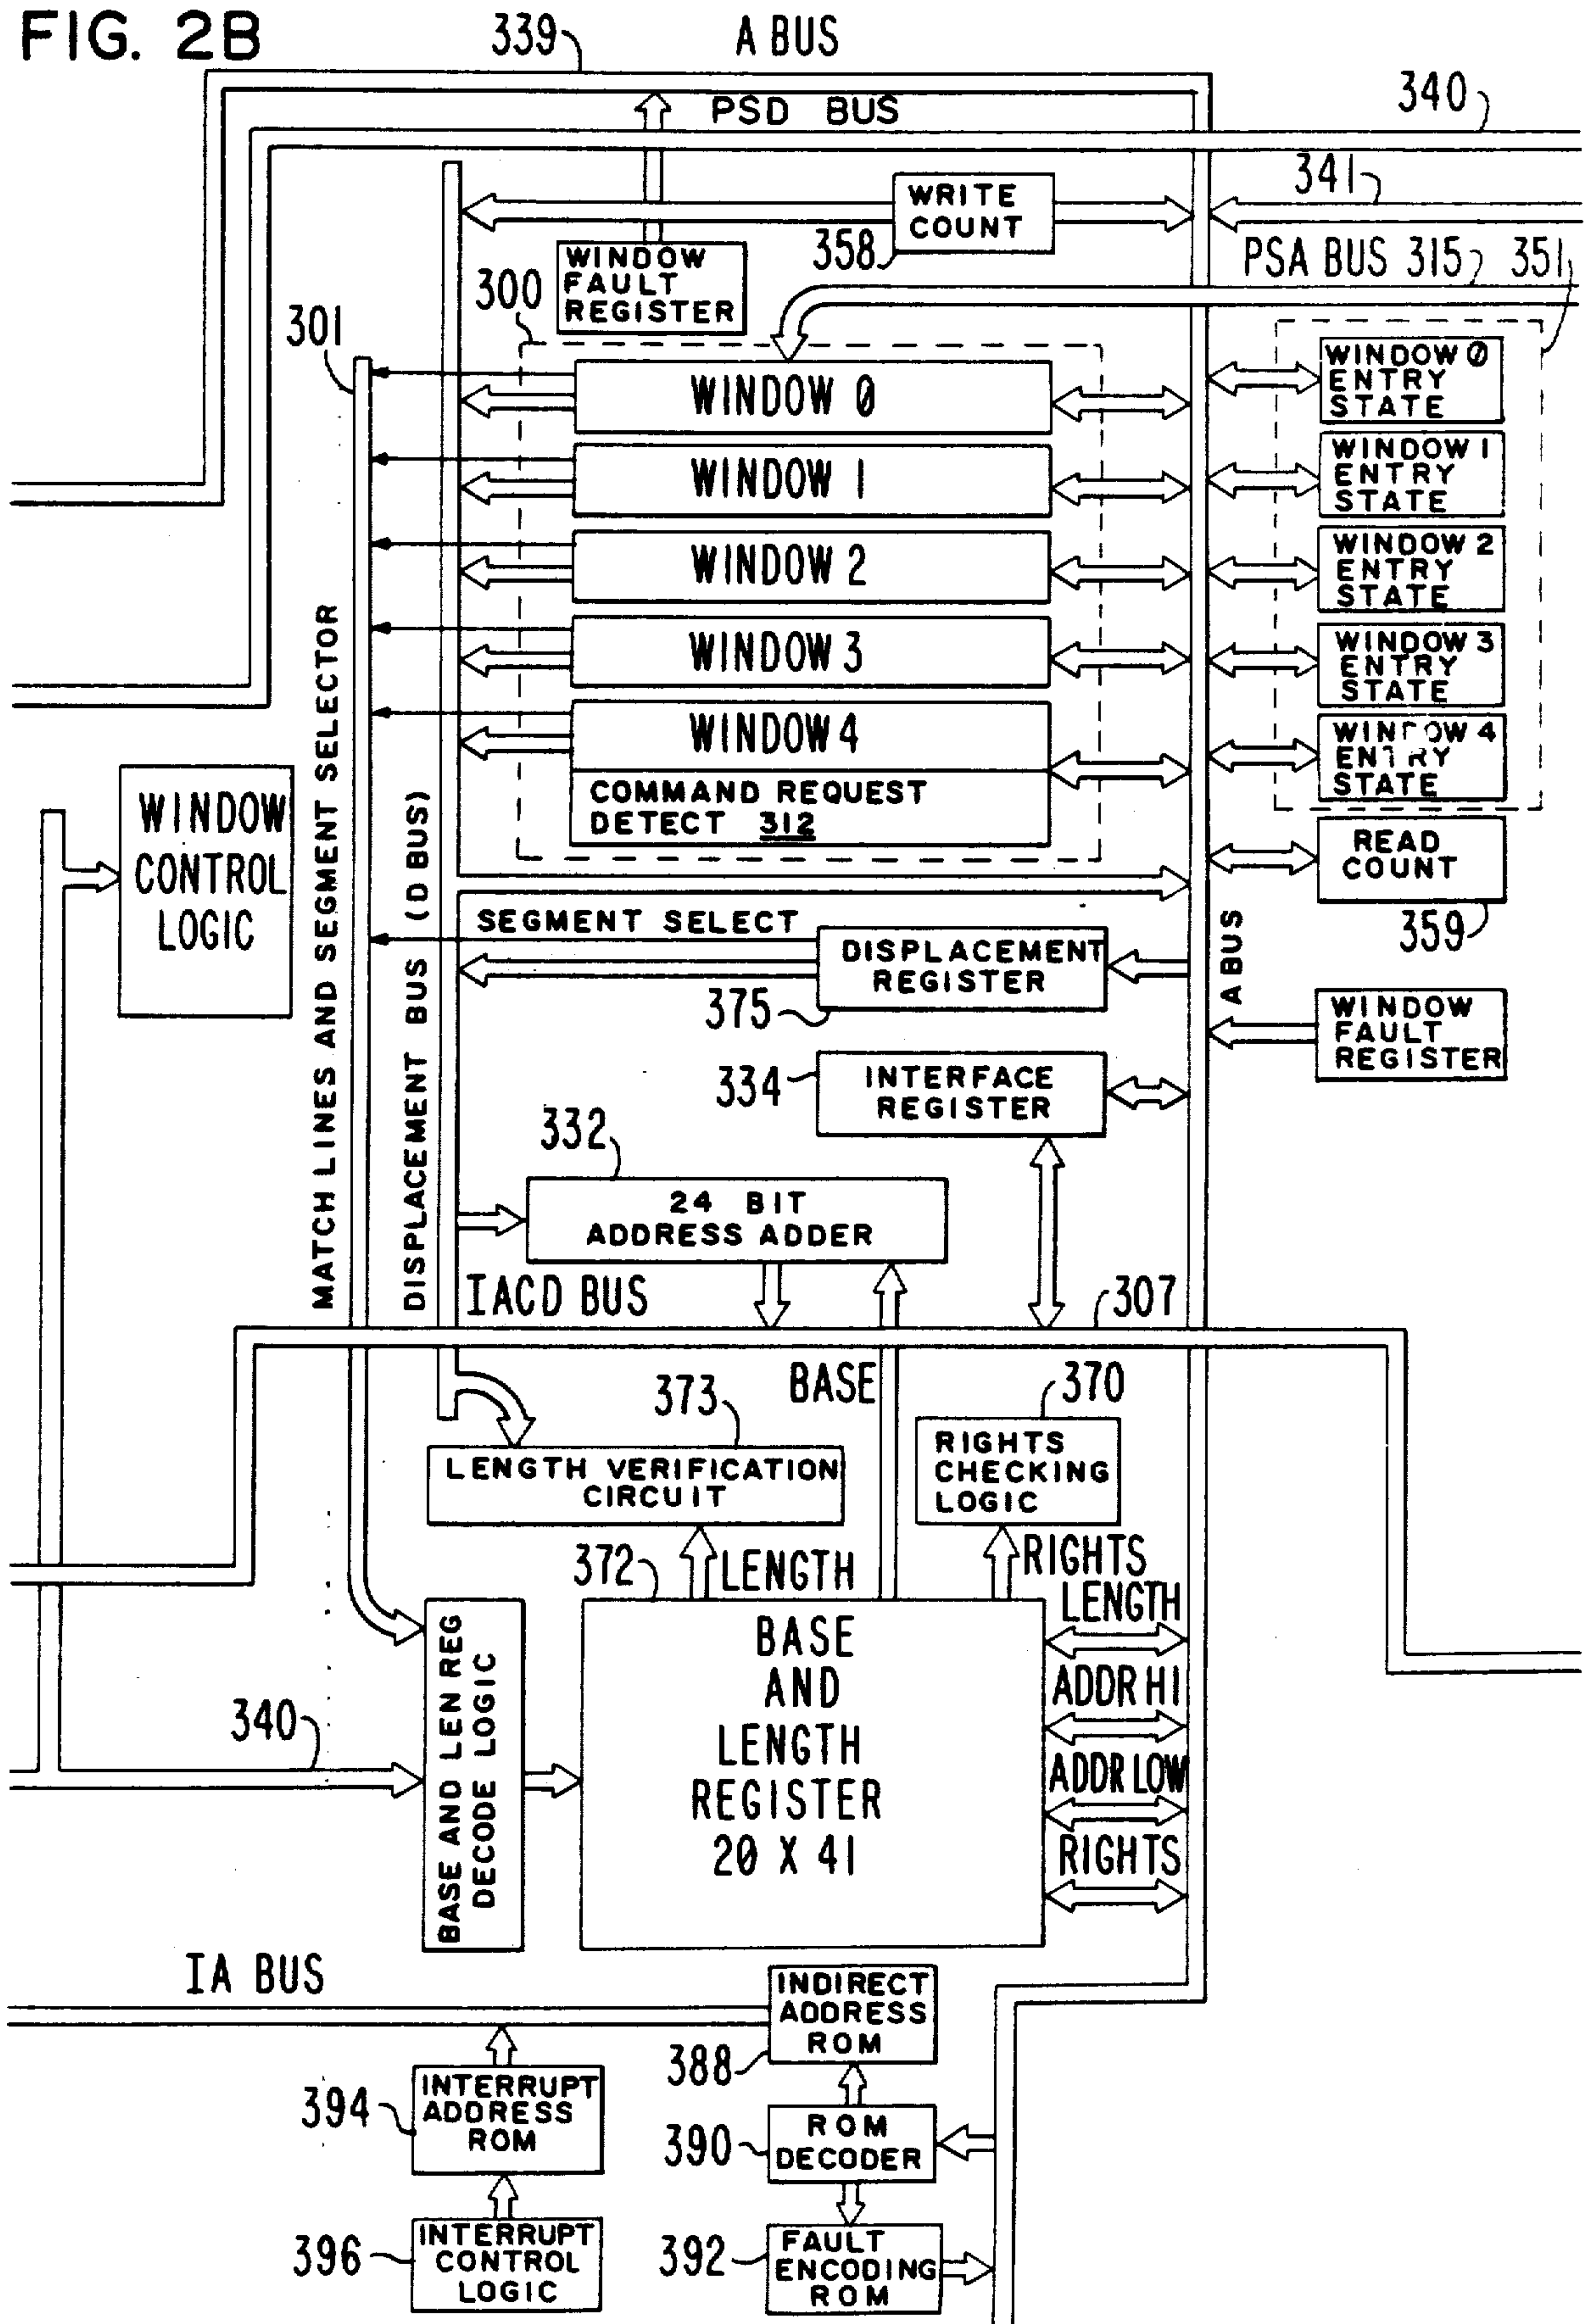 FIG. 2B
339
A BUS
340
PSD BUS
341
WRITE
COUNT
358
PSA BUS 315
351
WINDOW
FAULT
REGISTER
300
301
WINDOW 0
WINDOW 1
WINDOW 2
WINDOW 3
WINDOW 4
COMMAND REQUEST
DETECT 312
WINDOW 0
ENTRY
STATE
WINDOW 1
ENTRY
STATE
WINDOW 2
ENTRY
STATE
WINDOW 3
ENTRY
STATE
WINDOW 4
ENTRY
STATE
READ
COUNT
359
WINDOW
CONTROL
LOGIC
MATCH LINES AND SEGMENT SELECTOR
DISPLACEMENT BUS (D BUS)
SEGMENT SELECT
DISPLACEMENT
REGISTER
375
A BUS
WINDOW
FAULT
REGISTER
334
INTERFACE
REGISTER
332
24 BIT
ADDRESS ADDER
IACD BUS
307
BASE
373
370
LENGTH VERIFICATION
CIRCUIT
RIGHTS
CHECKING
LOGIC
372
LENGTH
RIGHTS
LENGTH
ADDR HI
ADDR LOW
RIGHTS
BASE
AND
LENGTH
REGISTER
20 X 41
BASE AND LEN REG
DECODE LOGIC
340
IA BUS
INDIRECT
ADDRESS
ROM
388
394
INTERRUPT
ADDRESS
ROM
390
ROM
DECODER
396
INTERRUPT
CONTROL
LOGIC
392
FAULT
ENCODING
ROM